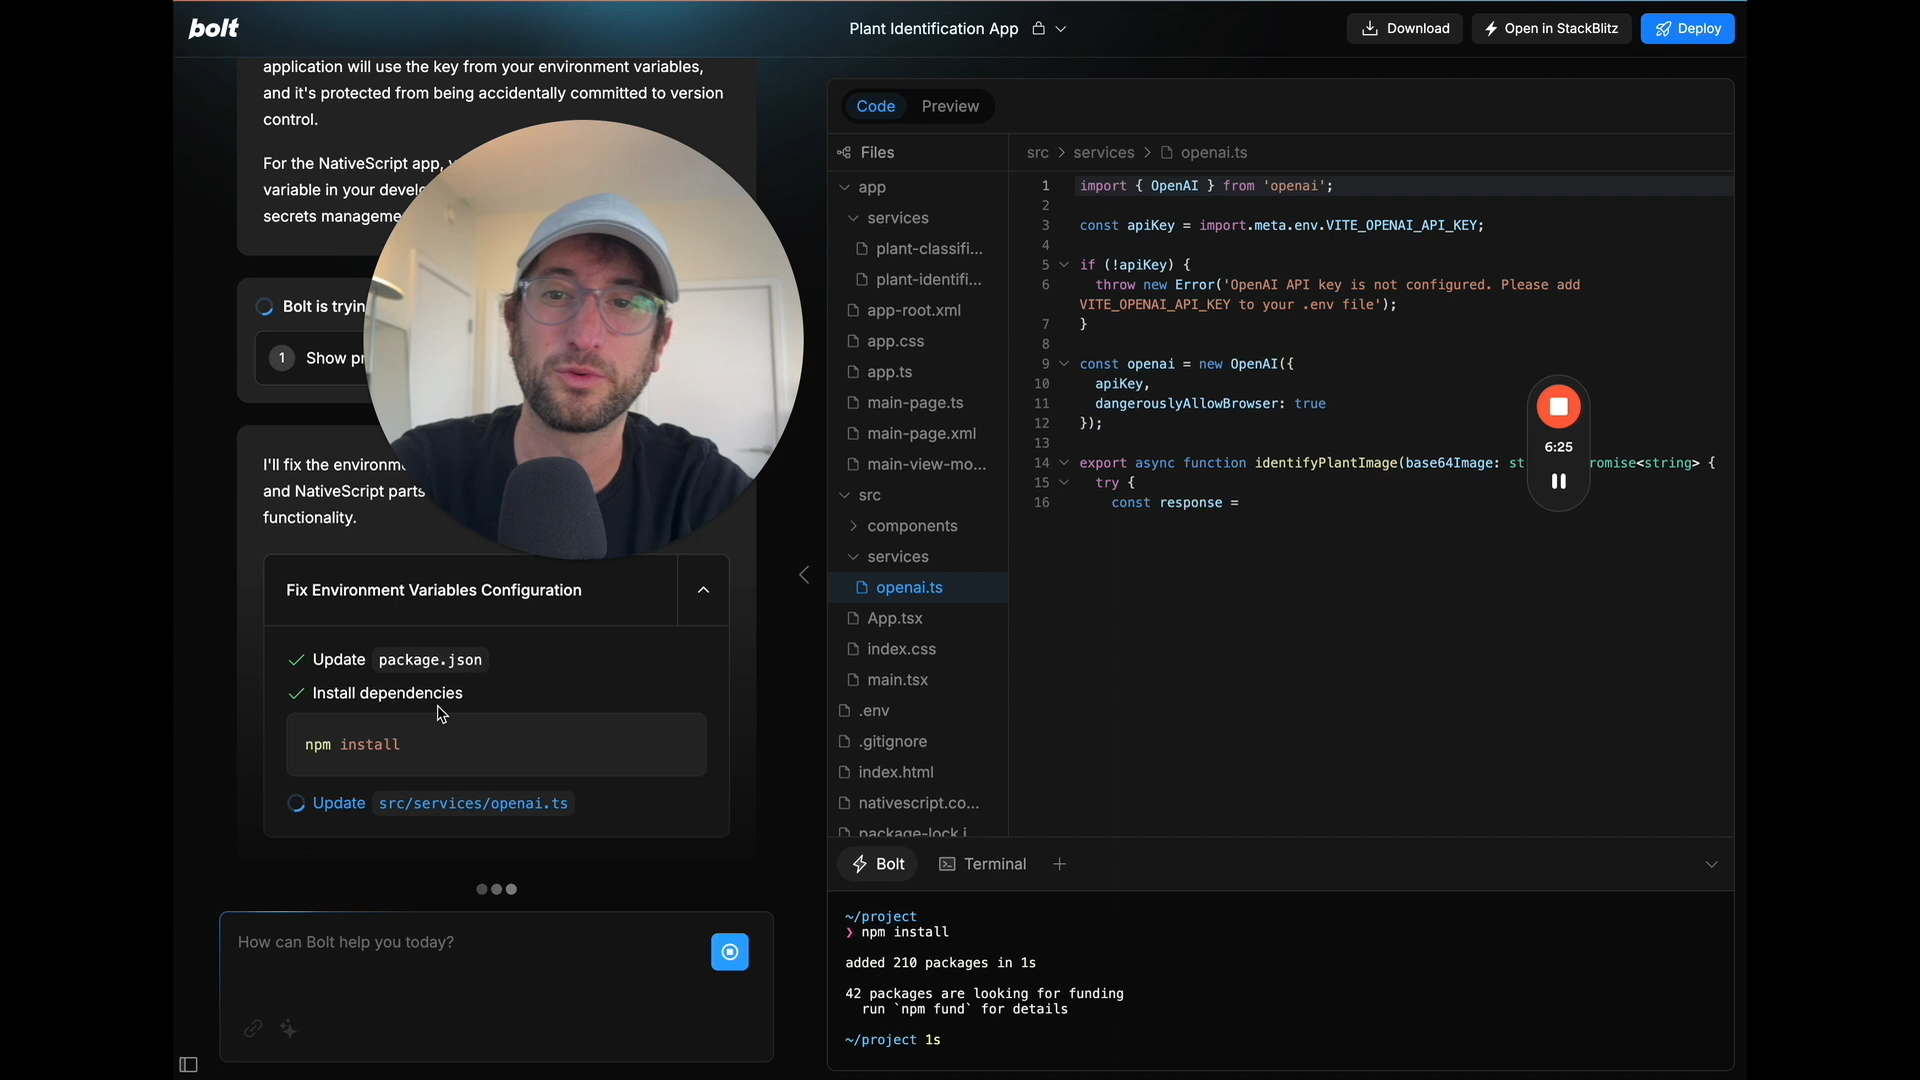 bolt
Plant Identification App
Download
Open in StackBlitz
Deploy
application will use the key from your environment variables,
and it's protected from being accidentally committed to version
control.
For the NativeScript app,
variable in your
secrets
Bolt is
1 Show
I'll fix the
and NativeScript parts
functionality.
Fix Environment Variables Configuration
Update package.json
Install dependencies
npm install
Update src/services/openai.ts
How can Bolt help you today?
Code Preview
Files
app
services
plant-classifi...
plant-identifi...
app-root.xml
app.css
app.ts
main-page.ts
main-page.xml
main-view-mo...
src
components
services
openai.ts
App.tsx
index.css
main.tsx
.env
.gitignore
index.html
nativescript.co...
src > services > openai.ts
1 import { OpenAI } from 'openai';
2
3 const apiKey = import.meta.env.VITE_OPENAI_API_KEY;
4
5 if (!apiKey) {
6 throw new Error('OpenAI API key is not configured. Please add
VITE_OPENAI_API_KEY to your .env file');
7 }
8
9 const openai = new OpenAI({
10 apiKey,
11 dangerouslyAllowBrowser: true
12 });
13
14 export async function identifyPlantImage(base64Image: st romise<string> {
15 try {
16 const response =
6:25
Bolt Terminal
~/project
❯ npm install
added 210 packages in 1s
42 packages are looking for funding
run `npm fund` for details
~/project 1s